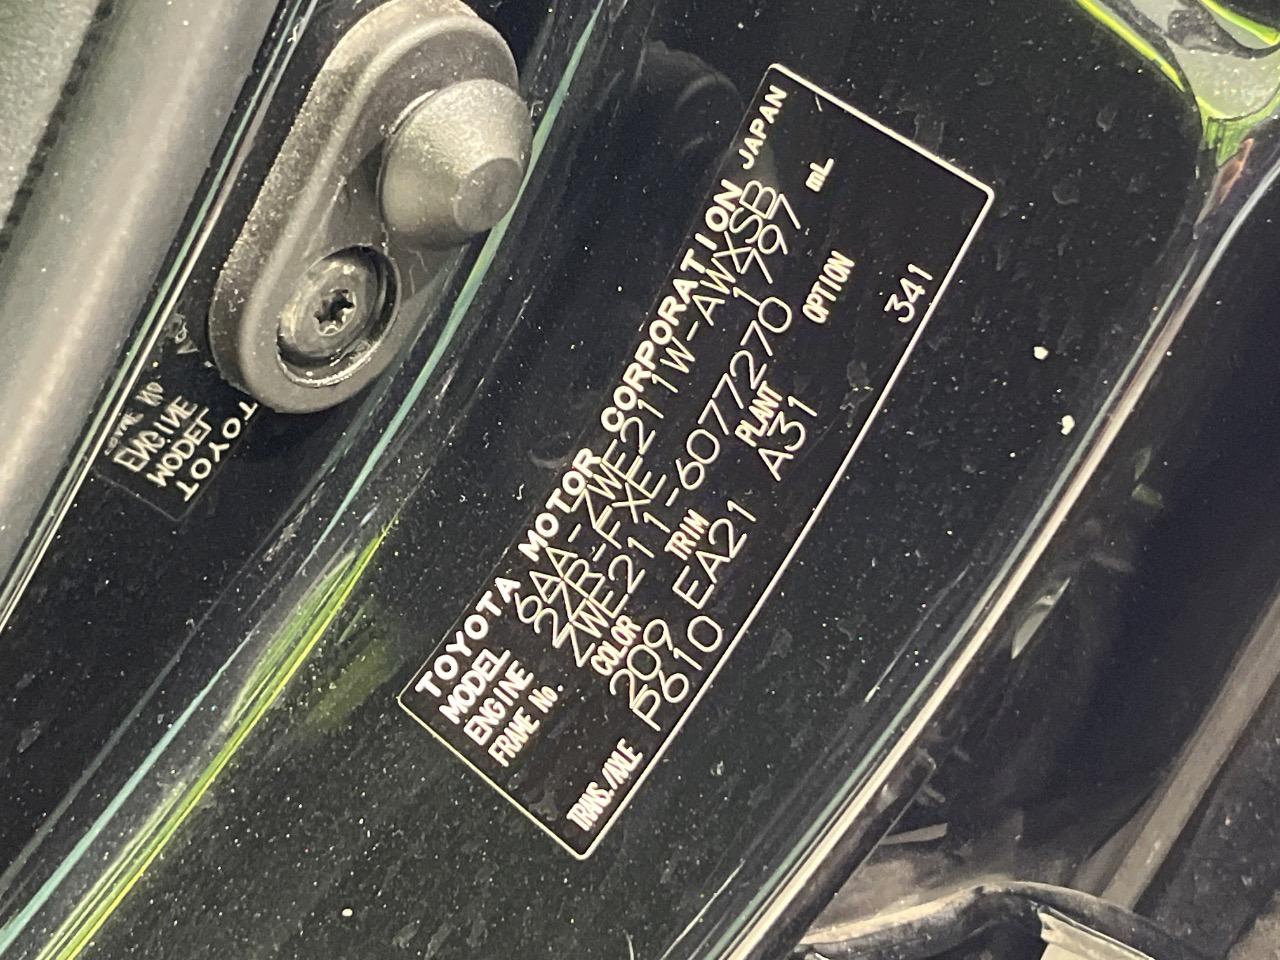 TOYOTA MOTOR CORPORATION JAPAN
MODEL 6AA-ZWE211W-AWXSB
ENGINE 2ZR-FXE 1797 mL
FRAME No. ZWE211-6077270
COLOR TRIM PLANT OPTION
209 EA21 A31 341
TRANS./AXLE P610
TOYOT
MODEL
ENGINE